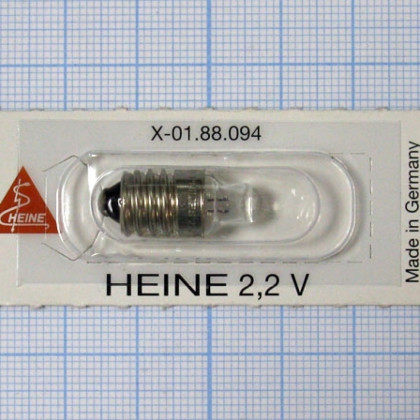 X-01.88.094
HEINE
HEINE 2,2 V
Made in Germany